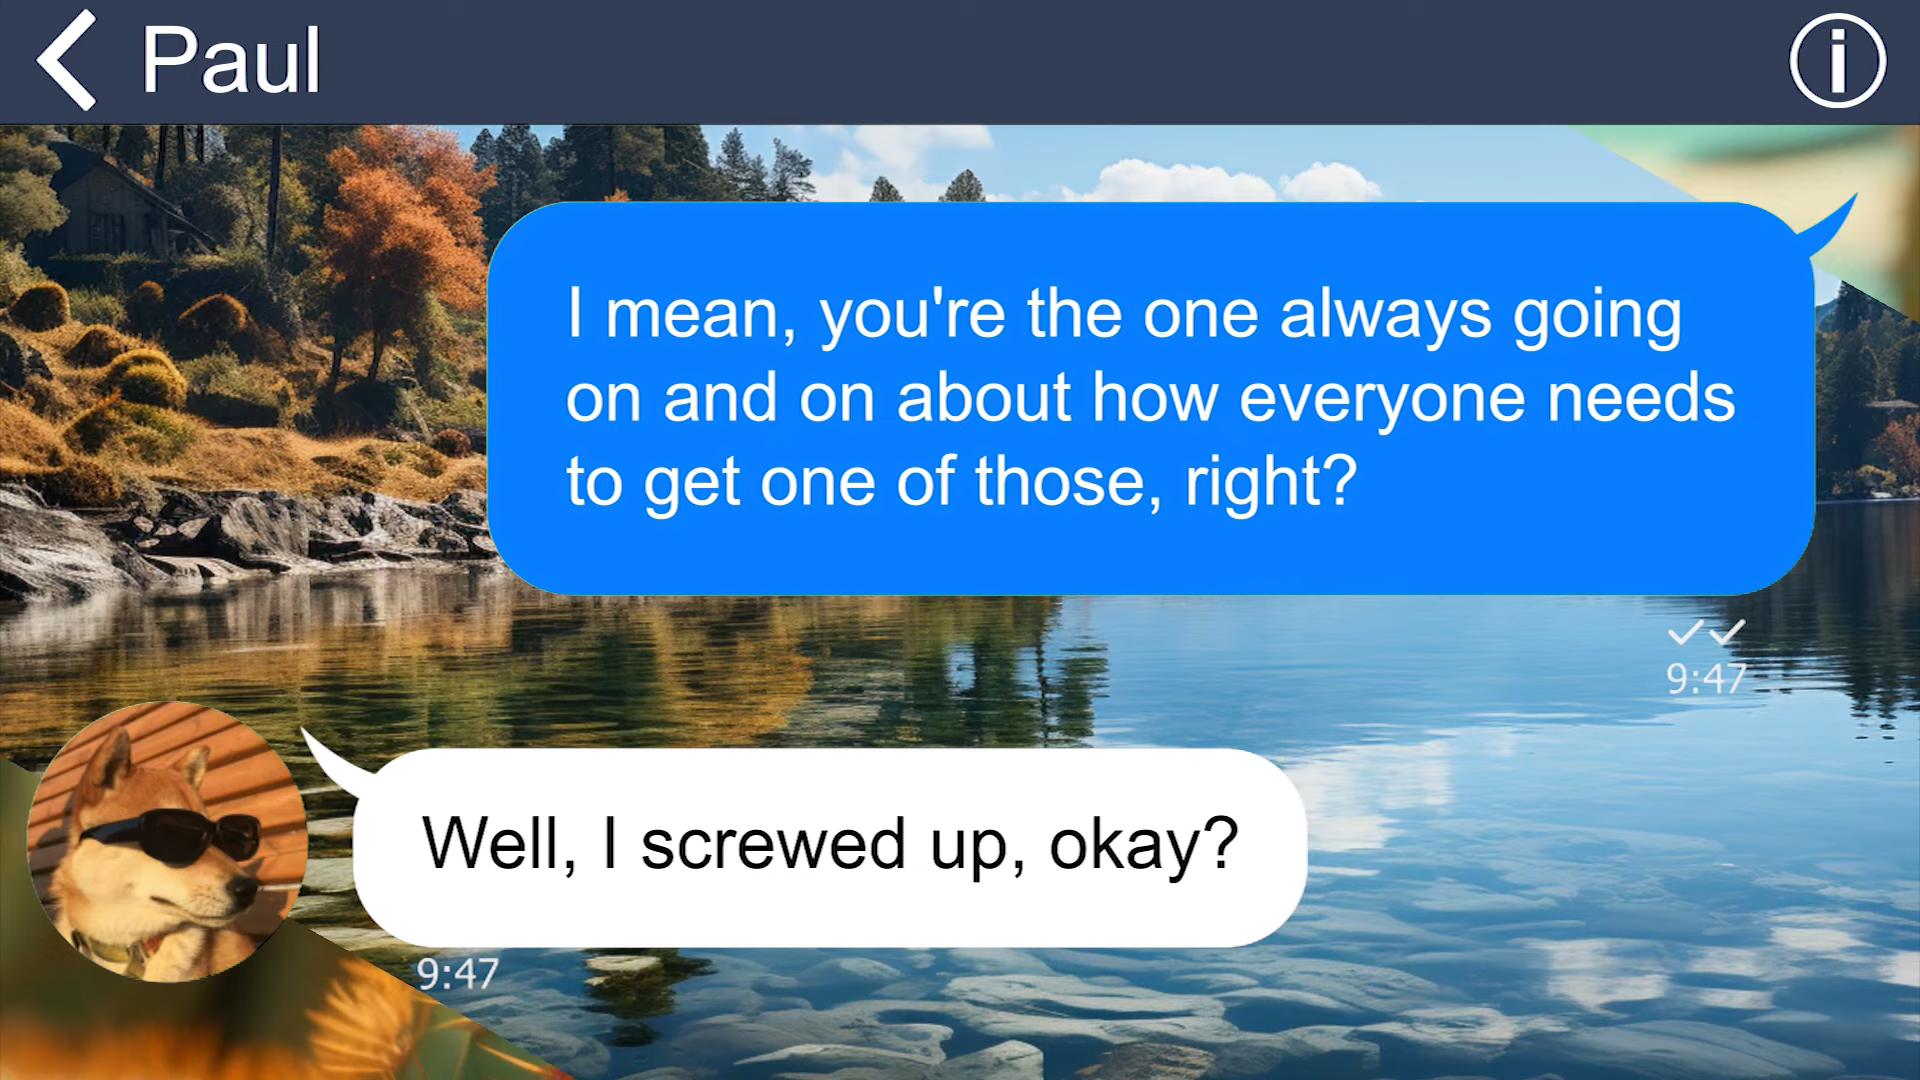 Paul
I mean, you're the one always going
on and on about how everyone needs
to get one of those, right?
9:47
Well, I screwed up, okay?
9:47